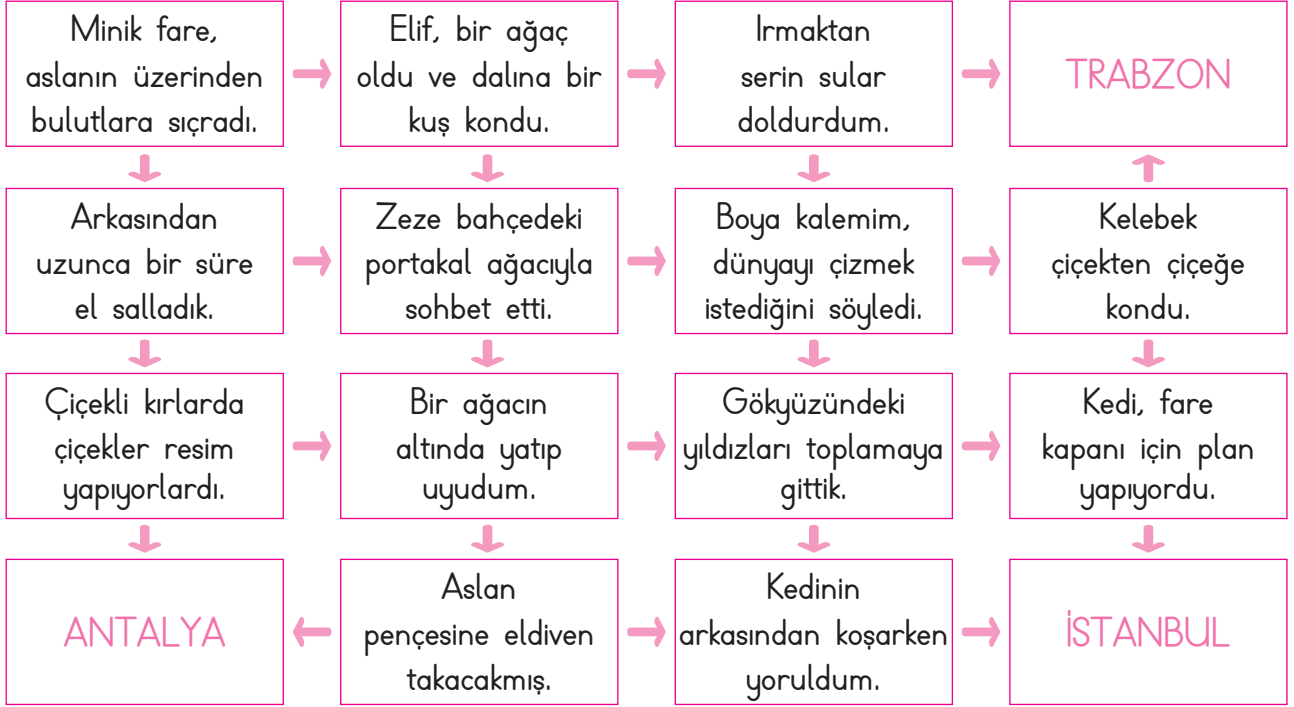 Minik fare,
aslanın üzerinden
bulutlara sıçradı.
Elif, bir ağaç
oldu ve dalına bir
kuş kondu.
Irmaktan
serin sular
doldurdum.
TRABZON
Arkasından
uzunca bir süre
el salladık.
Zeze bahçedeki
portakal ağacıyla
sohbet etti.
Boya kalemim,
dünyayı çizmek
istediğini söyledi.
Kelebek
çiçekten çiçeğe
kondu.
Çiçekli kırlarda
çiçekler resim
yapıyorlardı.
Bir ağacın
altında yatıp
uyudum.
Gökyüzündeki
yıldızları toplamaya
gittik.
Kedi, fare
kapanı için plan
yapıyordu.
ANTALYA
Aslan
pençesine eldiven
takacakmış.
Kedinin
arkasından koşarken
yoruldum.
İSTANBUL